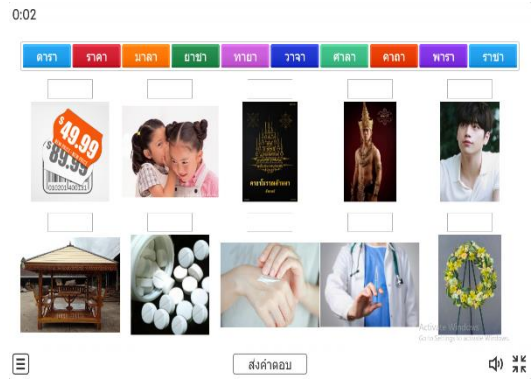 0:02
ดารา ราคา มาลา ยาชา ทายา วาจา ศาลา คาถา พารา ราชา
$49.99
$89.99
Activate Windows
Go to Settings to activate Windows.
ส่งคำตอบ